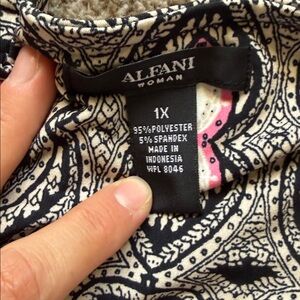 ALFANI
WOMAN
1X
95% POLYESTER
5% SPANDEX
MADE IN
INDONESIA
WPL 8046